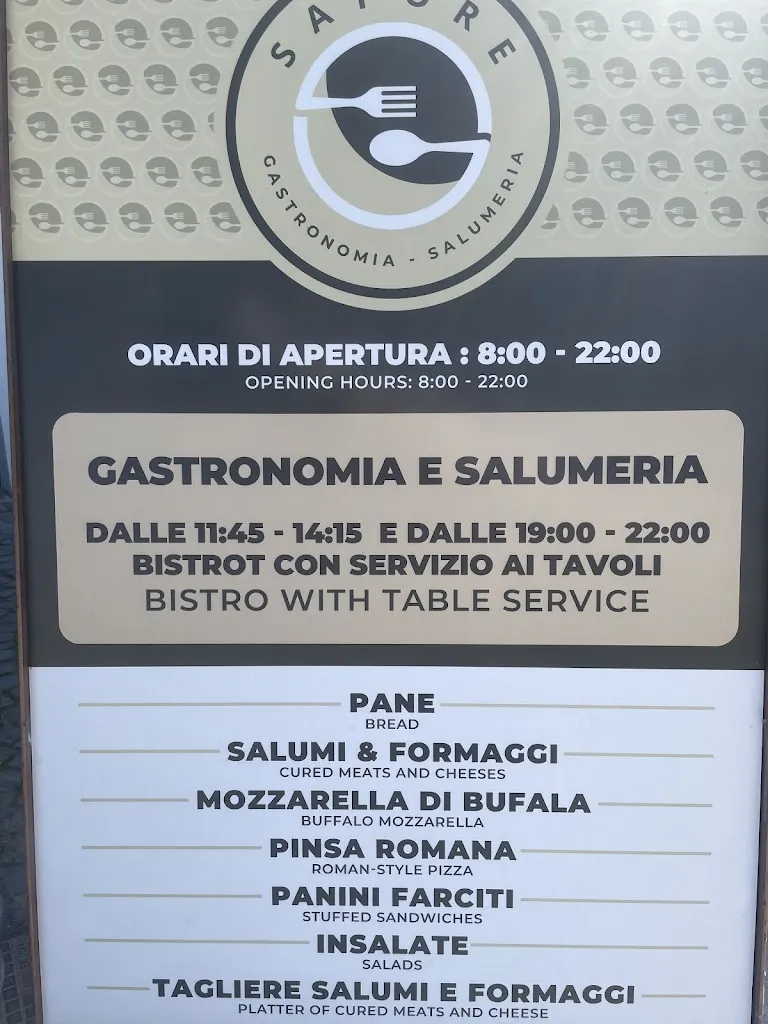 SAPORE
GASTRONOMIA - SALUMERIA
ORARI DI APERTURA : 8:00 - 22:00
OPENING HOURS: 8:00 - 22:00
GASTRONOMIA E SALUMERIA
DALLE 11:45 - 14:15 E DALLE 19:00 - 22:00
BISTROT CON SERVIZIO AI TAVOLI
BISTRO WITH TABLE SERVICE
PANE
BREAD
SALUMI & FORMAGGI
CURED MEATS AND CHEESES
MOZZARELLA DI BUFALA
BUFFALO MOZZARELLA
PINSA ROMANA
ROMAN-STYLE PIZZA
PANINI FARCITI
STUFFED SANDWICHES
INSALATE
SALADS
TAGLIERE SALUMI E FORMAGGI
PLATTER OF CURED MEATS AND CHEESE